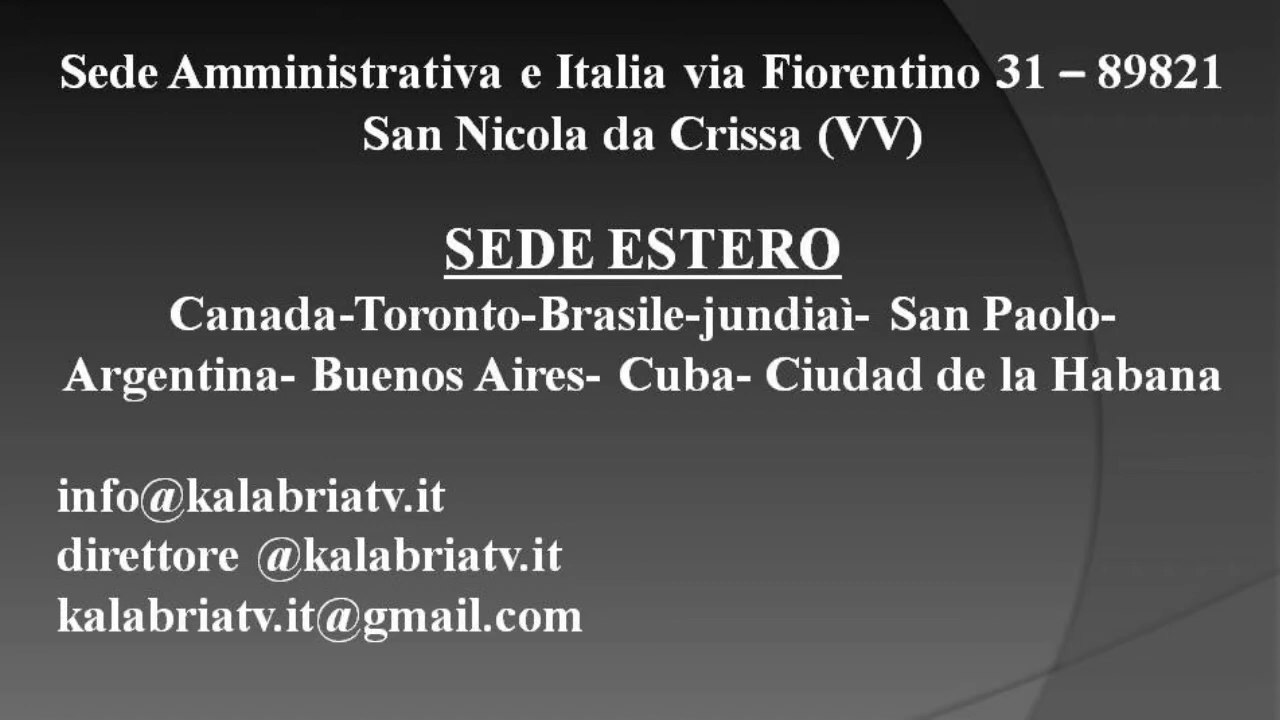 Sede Amministrativa e Italia via Fiorentino 31 – 89821
San Nicola da Crissa (VV)
SEDE ESTERO
Canada-Toronto-Brasile-jundiaì- San Paolo-
Argentina- Buenos Aires- Cuba- Ciudad de la Habana
info@kalabriatv.it
direttore @kalabriatv.it
kalabriatv.it@gmail.com